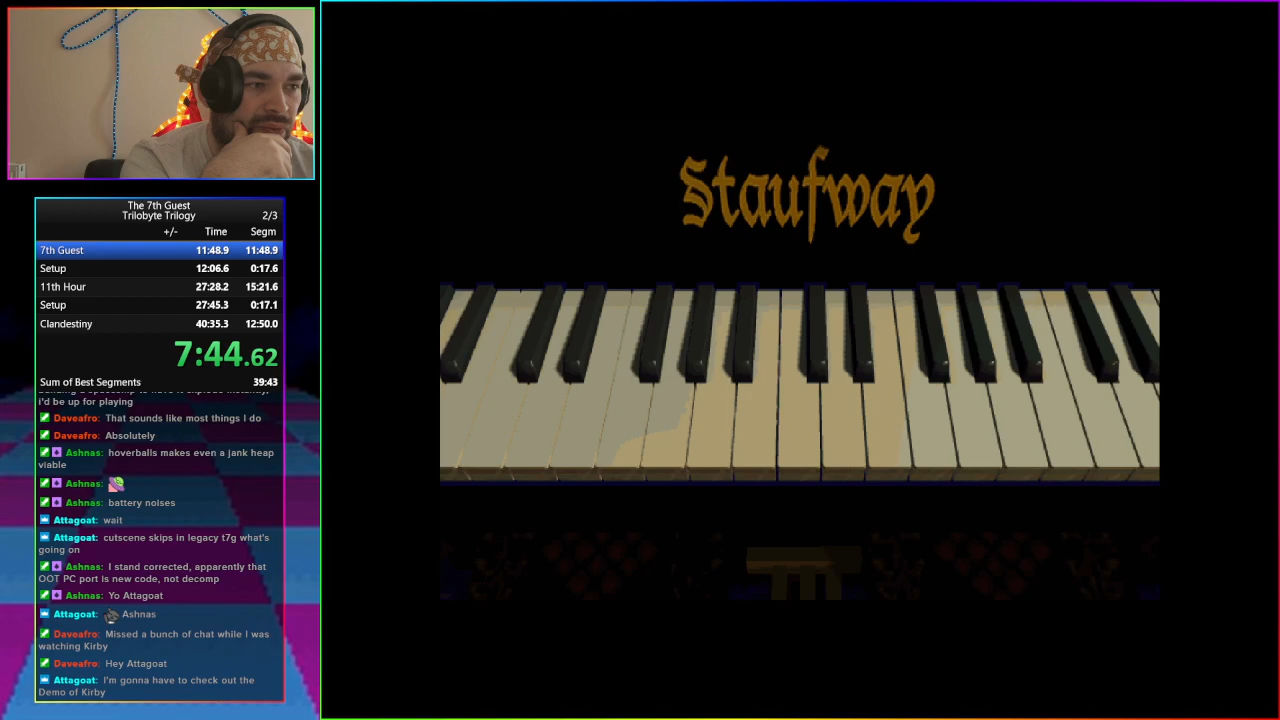 Staufway
The 7th Guest
Trilobyte Trilogy 2/3
+/- Time Segm
7th Guest 11:48.9 11:48.9
Setup 12:06.6 0:17.6
11th Hour 27:28.2 15:21.6
Setup 27:45.3 0:17.1
Clandestiny 40:35.3 12:50.0
7:44.62
Sum of Best Segments 39:43
i'd be up for playing
Daveafro: That sounds like most things I do
Daveafro: Absolutely
Ashnas: hoverballs makes even a jank heap
viable
Ashnas:
Ashnas: battery noises
Attagoat: wait
Attagoat: cutscene skips in legacy t7g what's
going on
Ashnas: I stand corrected, apparently that
OOT PC port is new code, not decomp
Ashnas: Yo Attagoat
Attagoat: Ashnas
Daveafro: Missed a bunch of chat while I was
watching Kirby
Daveafro: Hey Attagoat
Attagoat: I'm gonna have to check out the
Demo of Kirby